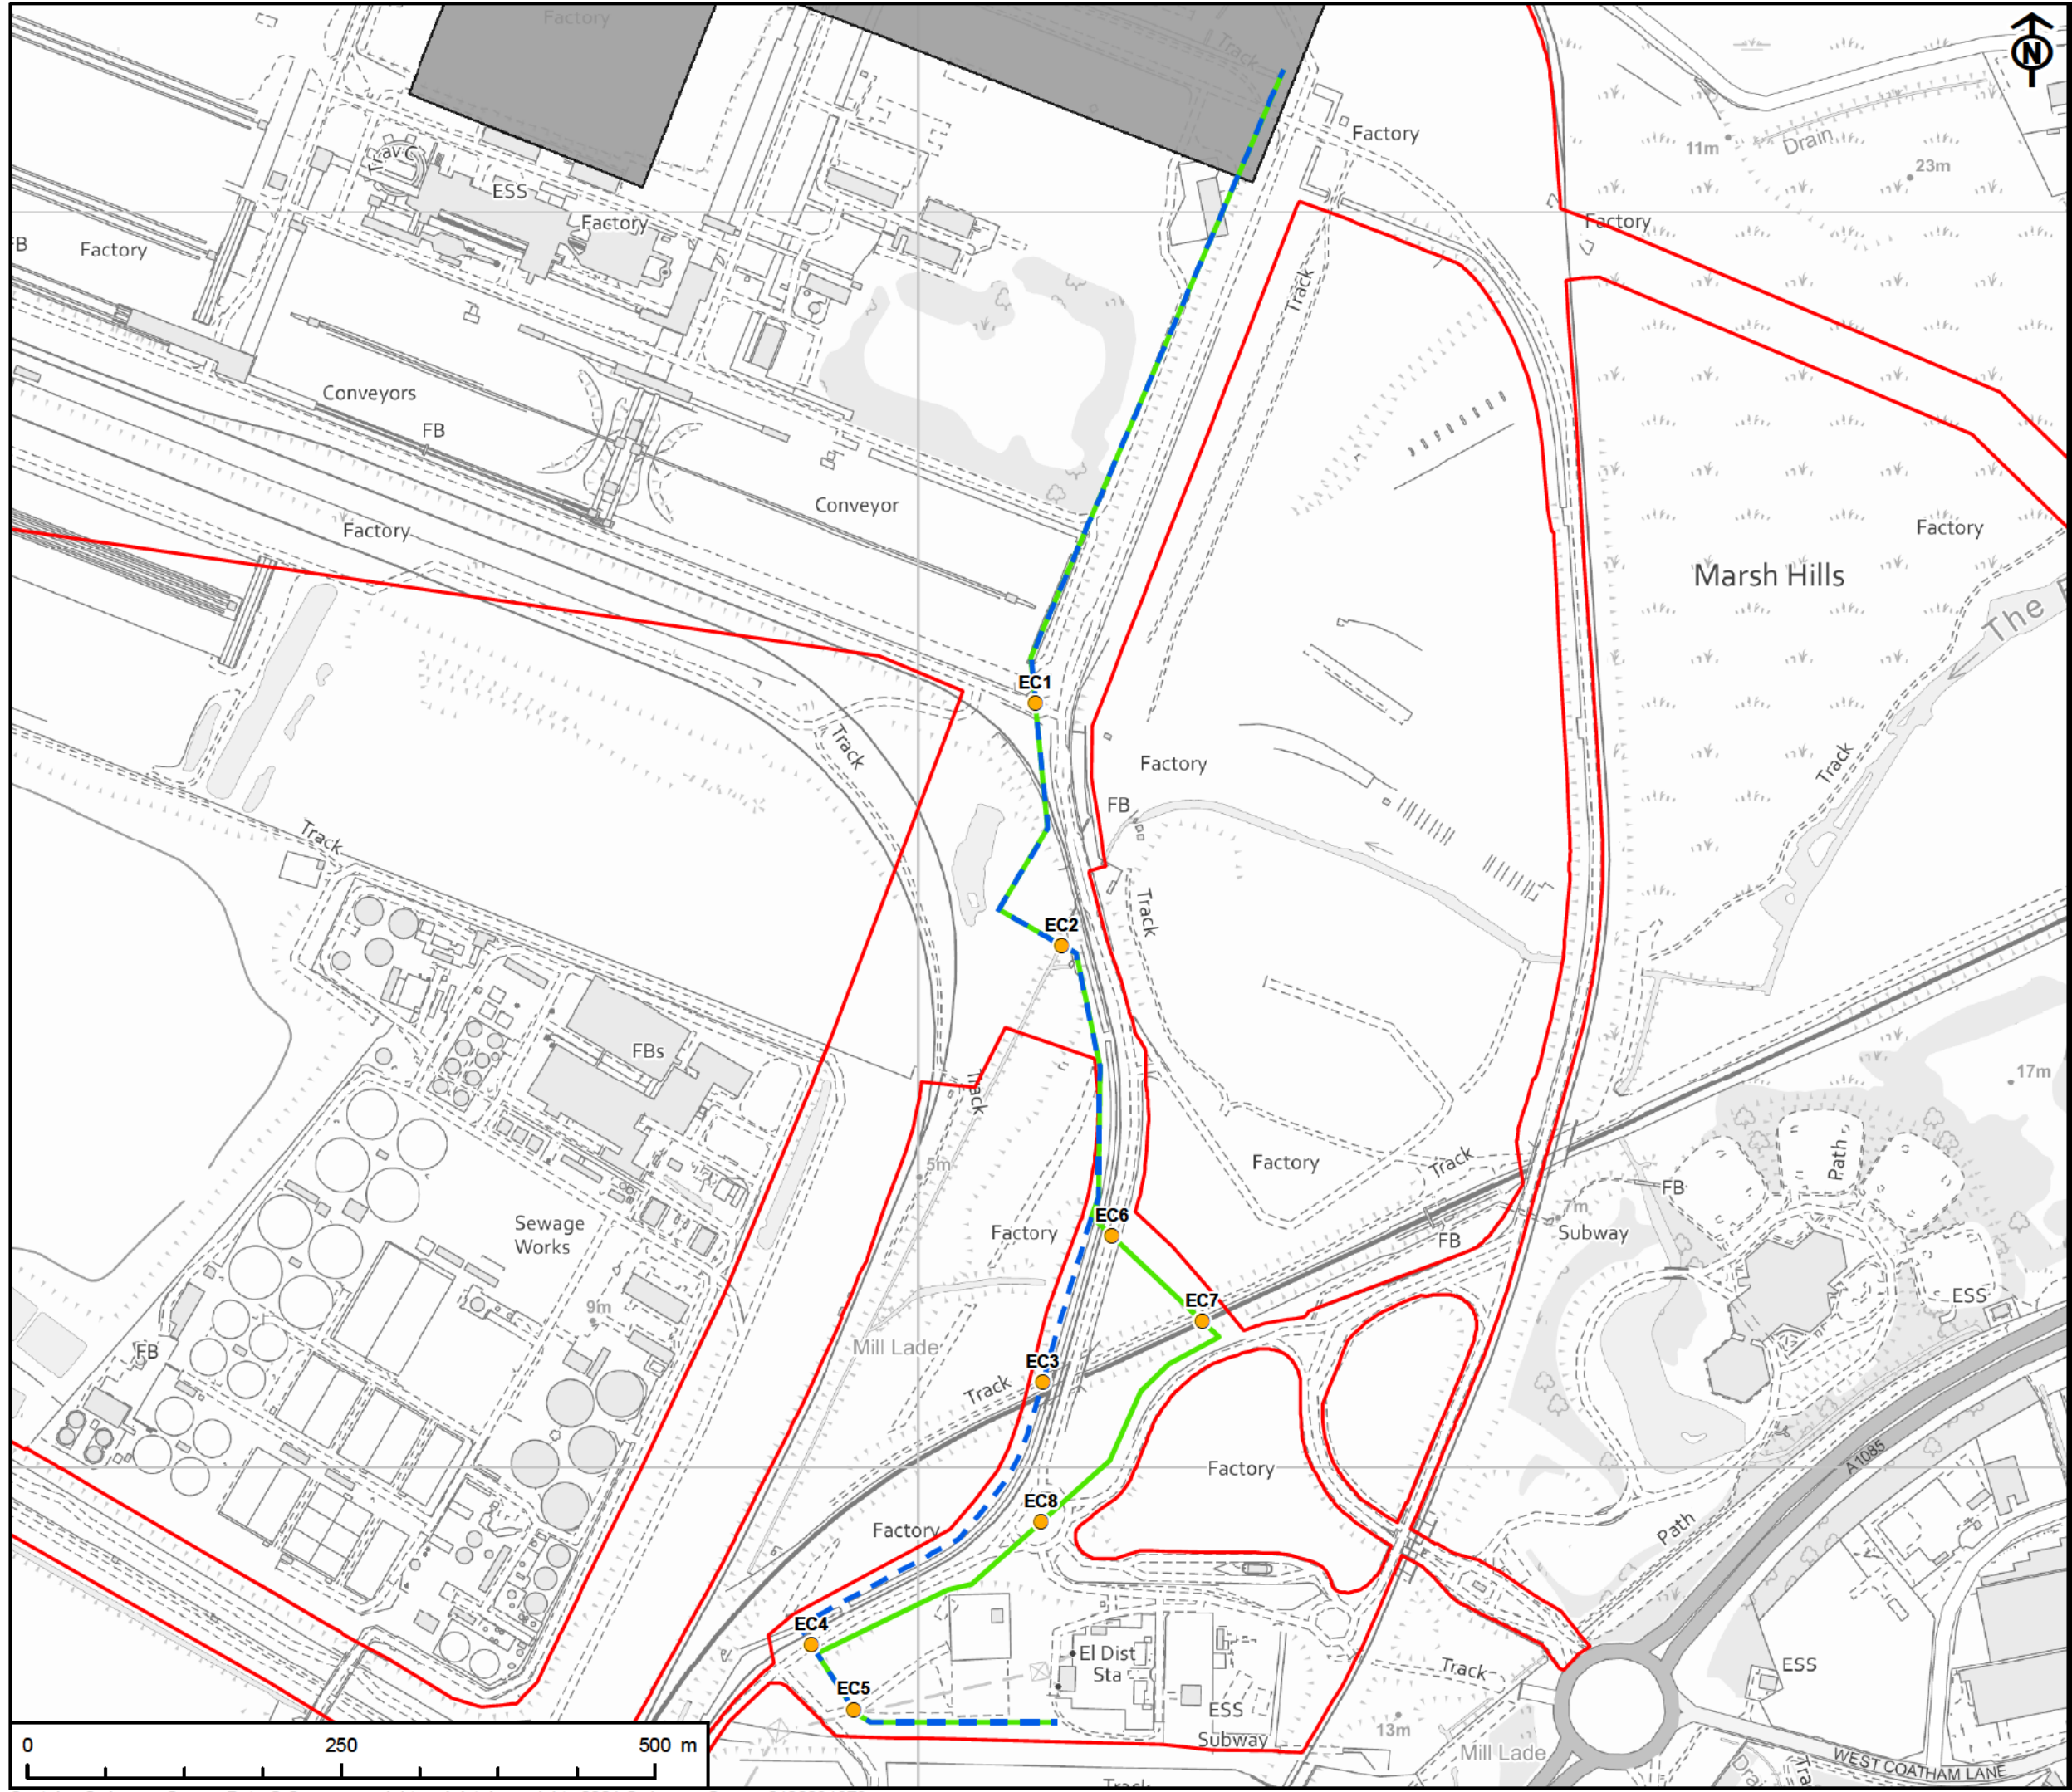 Factory
N
Track
Factory
11m
Drain
23m
Trav C
ESS
Factory
Factory
FB
Factory
Track
Conveyors
FB
Conveyor
Factory
Factory
Marsh Hills
The
EC1
Track
Factory
Track
FB
Track
EC2
Track
FBs
17m
Track
5m
Factory
Track
Path
FB
EC6
7m
Sewage
Works
Factory
FB
Subway
9m
EC7
ESS
FB
Mill Lade
EC3
Track
A1085
Factory
EC8
Factory
Path
EC4
El Dist
Sta
Track
ESS
EC5
ESS
Subway
13m
Mill Lade
0
250
500 m
WEST COATHAM LANE
Track